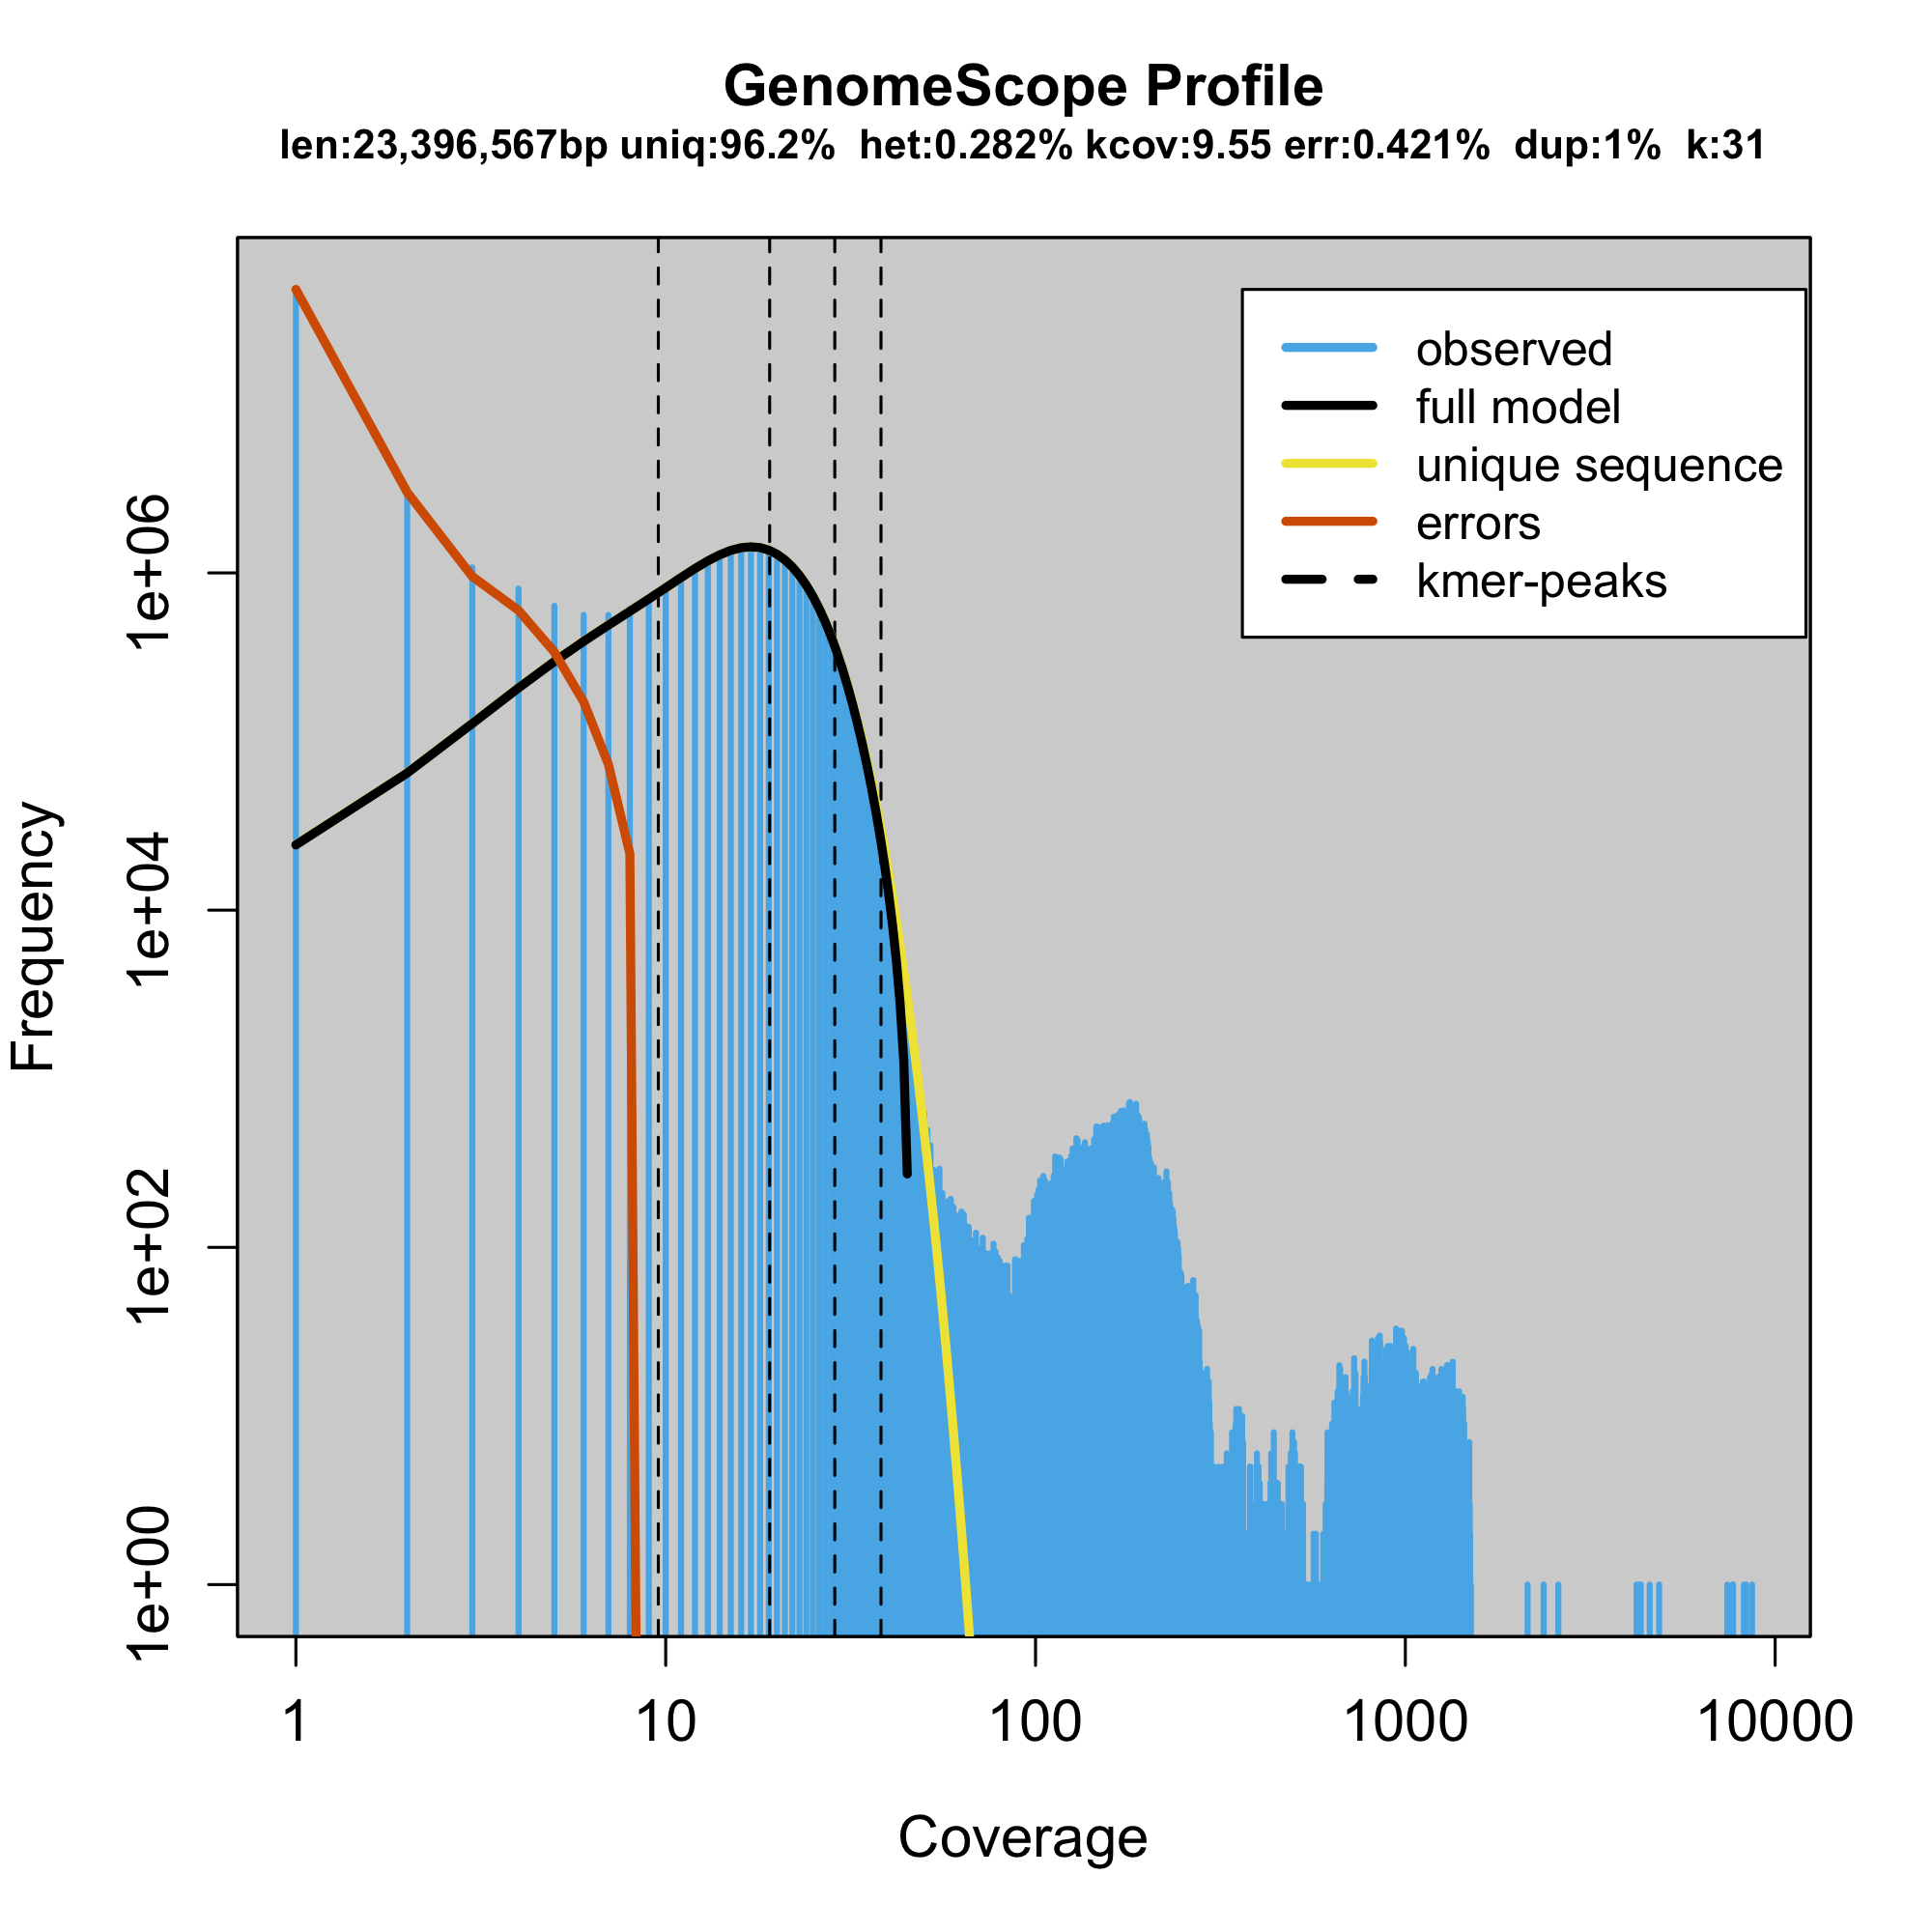 GenomeScope Profile
len:23,396,567bp uniq:96.2% het:0.282% kcov:9.55 err:0.421% dup:1% k:31
observed
full model
unique sequence
errors
kmer-peaks
Frequency
1e+06
1e+04
1e+02
1e+00
1 10 100 1000 10000
Coverage